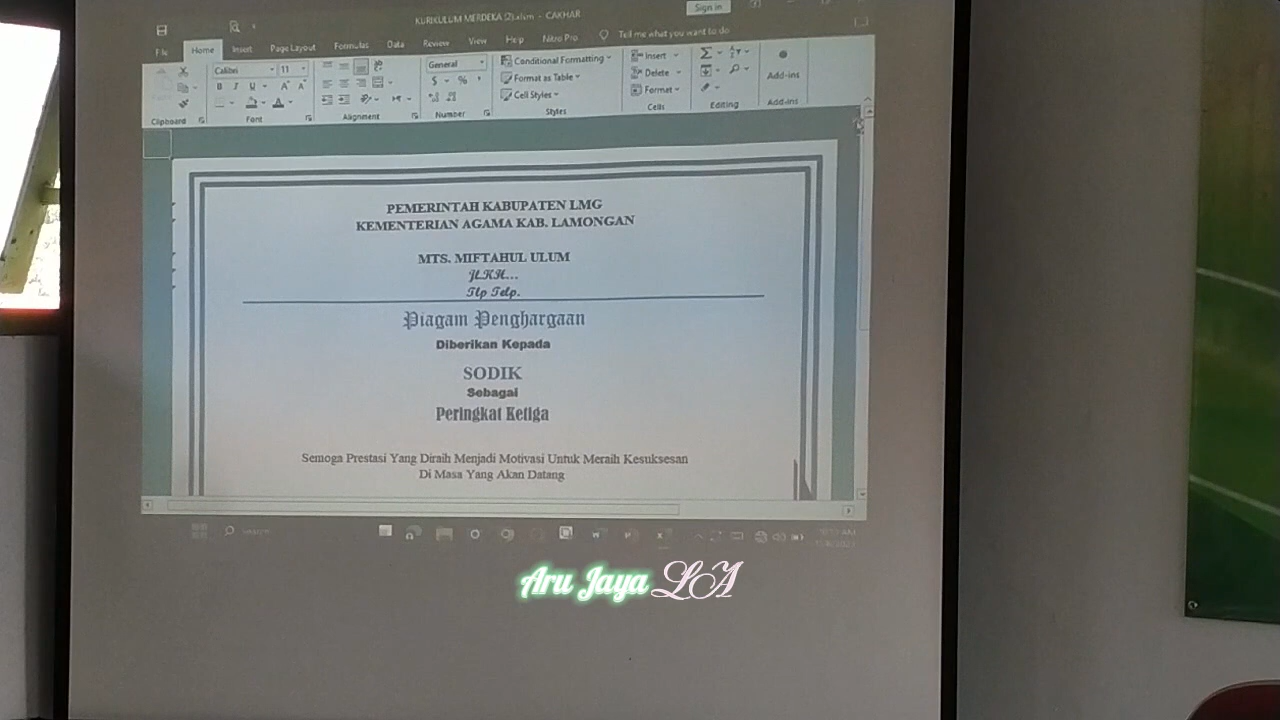 KURIKULUM MERDEKA (2).xlsm - CAKHAR
Sign in
File Home Insert Page Layout Formulas Data Review View Help Nitro Pro Tell me what you want to do
Calibri 11
General
Conditional Formatting
Format as Table
Cell Styles
Insert
Delete
Format
Add-ins
B I U
$ % ,
Clipboard Font Alignment Number Styles Cells Editing Add-ins
PEMERINTAH KABUPATEN LMG
KEMENTERIAN AGAMA KAB. LAMONGAN
MTS. MIFTAHUL ULUM
Jl.KH...
Tlp Telp.
Piagam Penghargaan
Diberikan Kepada
SODIK
Sebagai
Peringkat Ketiga
Semoga Prestasi Yang Diraih Menjadi Motivasi Untuk Meraih Kesuksesan
Di Masa Yang Akan Datang
Search
Aru Jaya LA